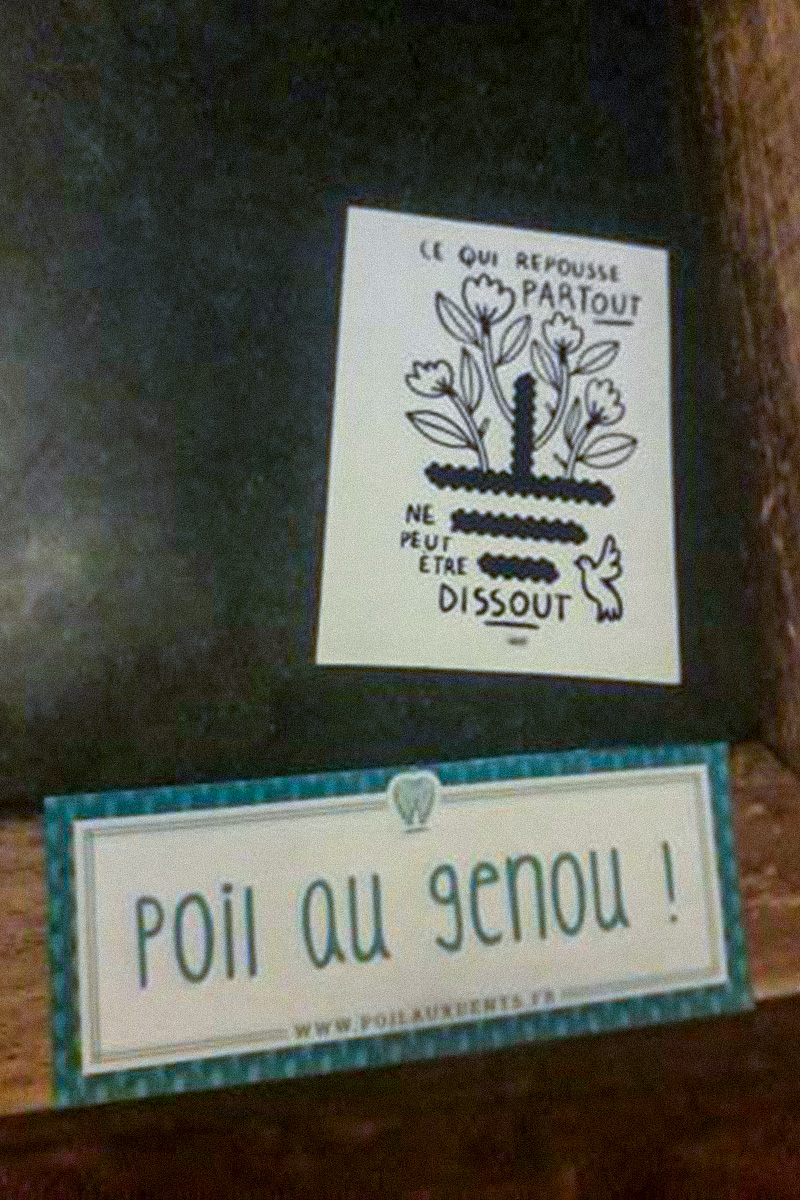 CE QUI REPOUSSE
PARTOUT
NE
PEUT
ÊTRE
DISSOUT
Poil au genou !
WWW.POILAUXDENTS.FR